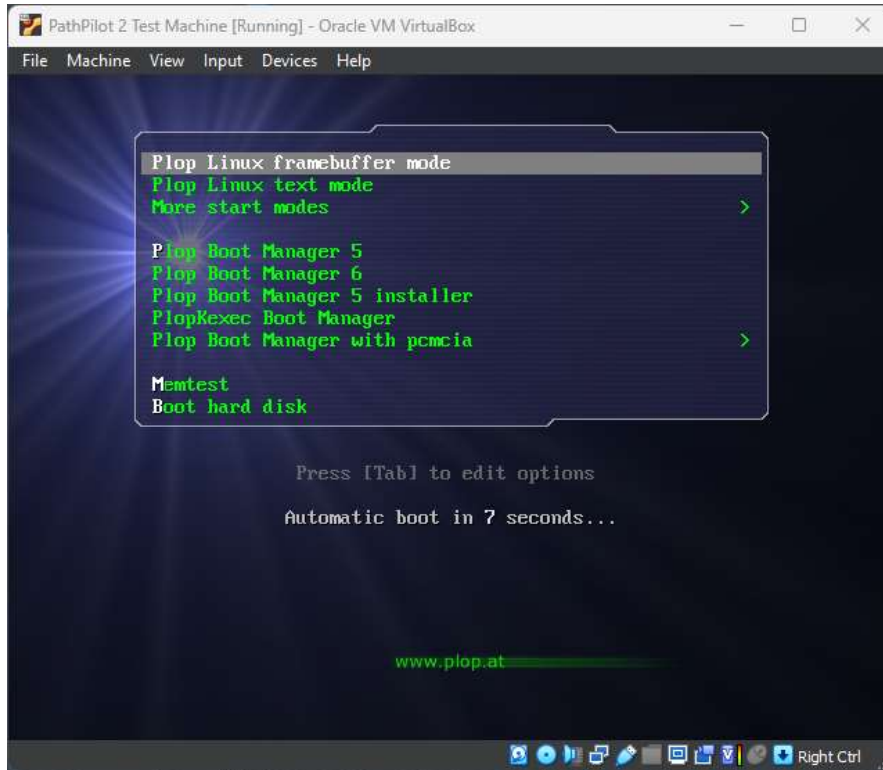 PathPilot 2 Test Machine [Running] - Oracle VM VirtualBox
File Machine View Input Devices Help
Plop Linux framebuffer mode
Plop Linux text mode
More start modes >
Plop Boot Manager 5
Plop Boot Manager 6
Plop Boot Manager 5 installer
PlopKexec Boot Manager
Plop Boot Manager with pcmcia >
Memtest
Boot hard disk
Press [Tab] to edit options
Automatic boot in 7 seconds...
www.plop.at
Right Ctrl